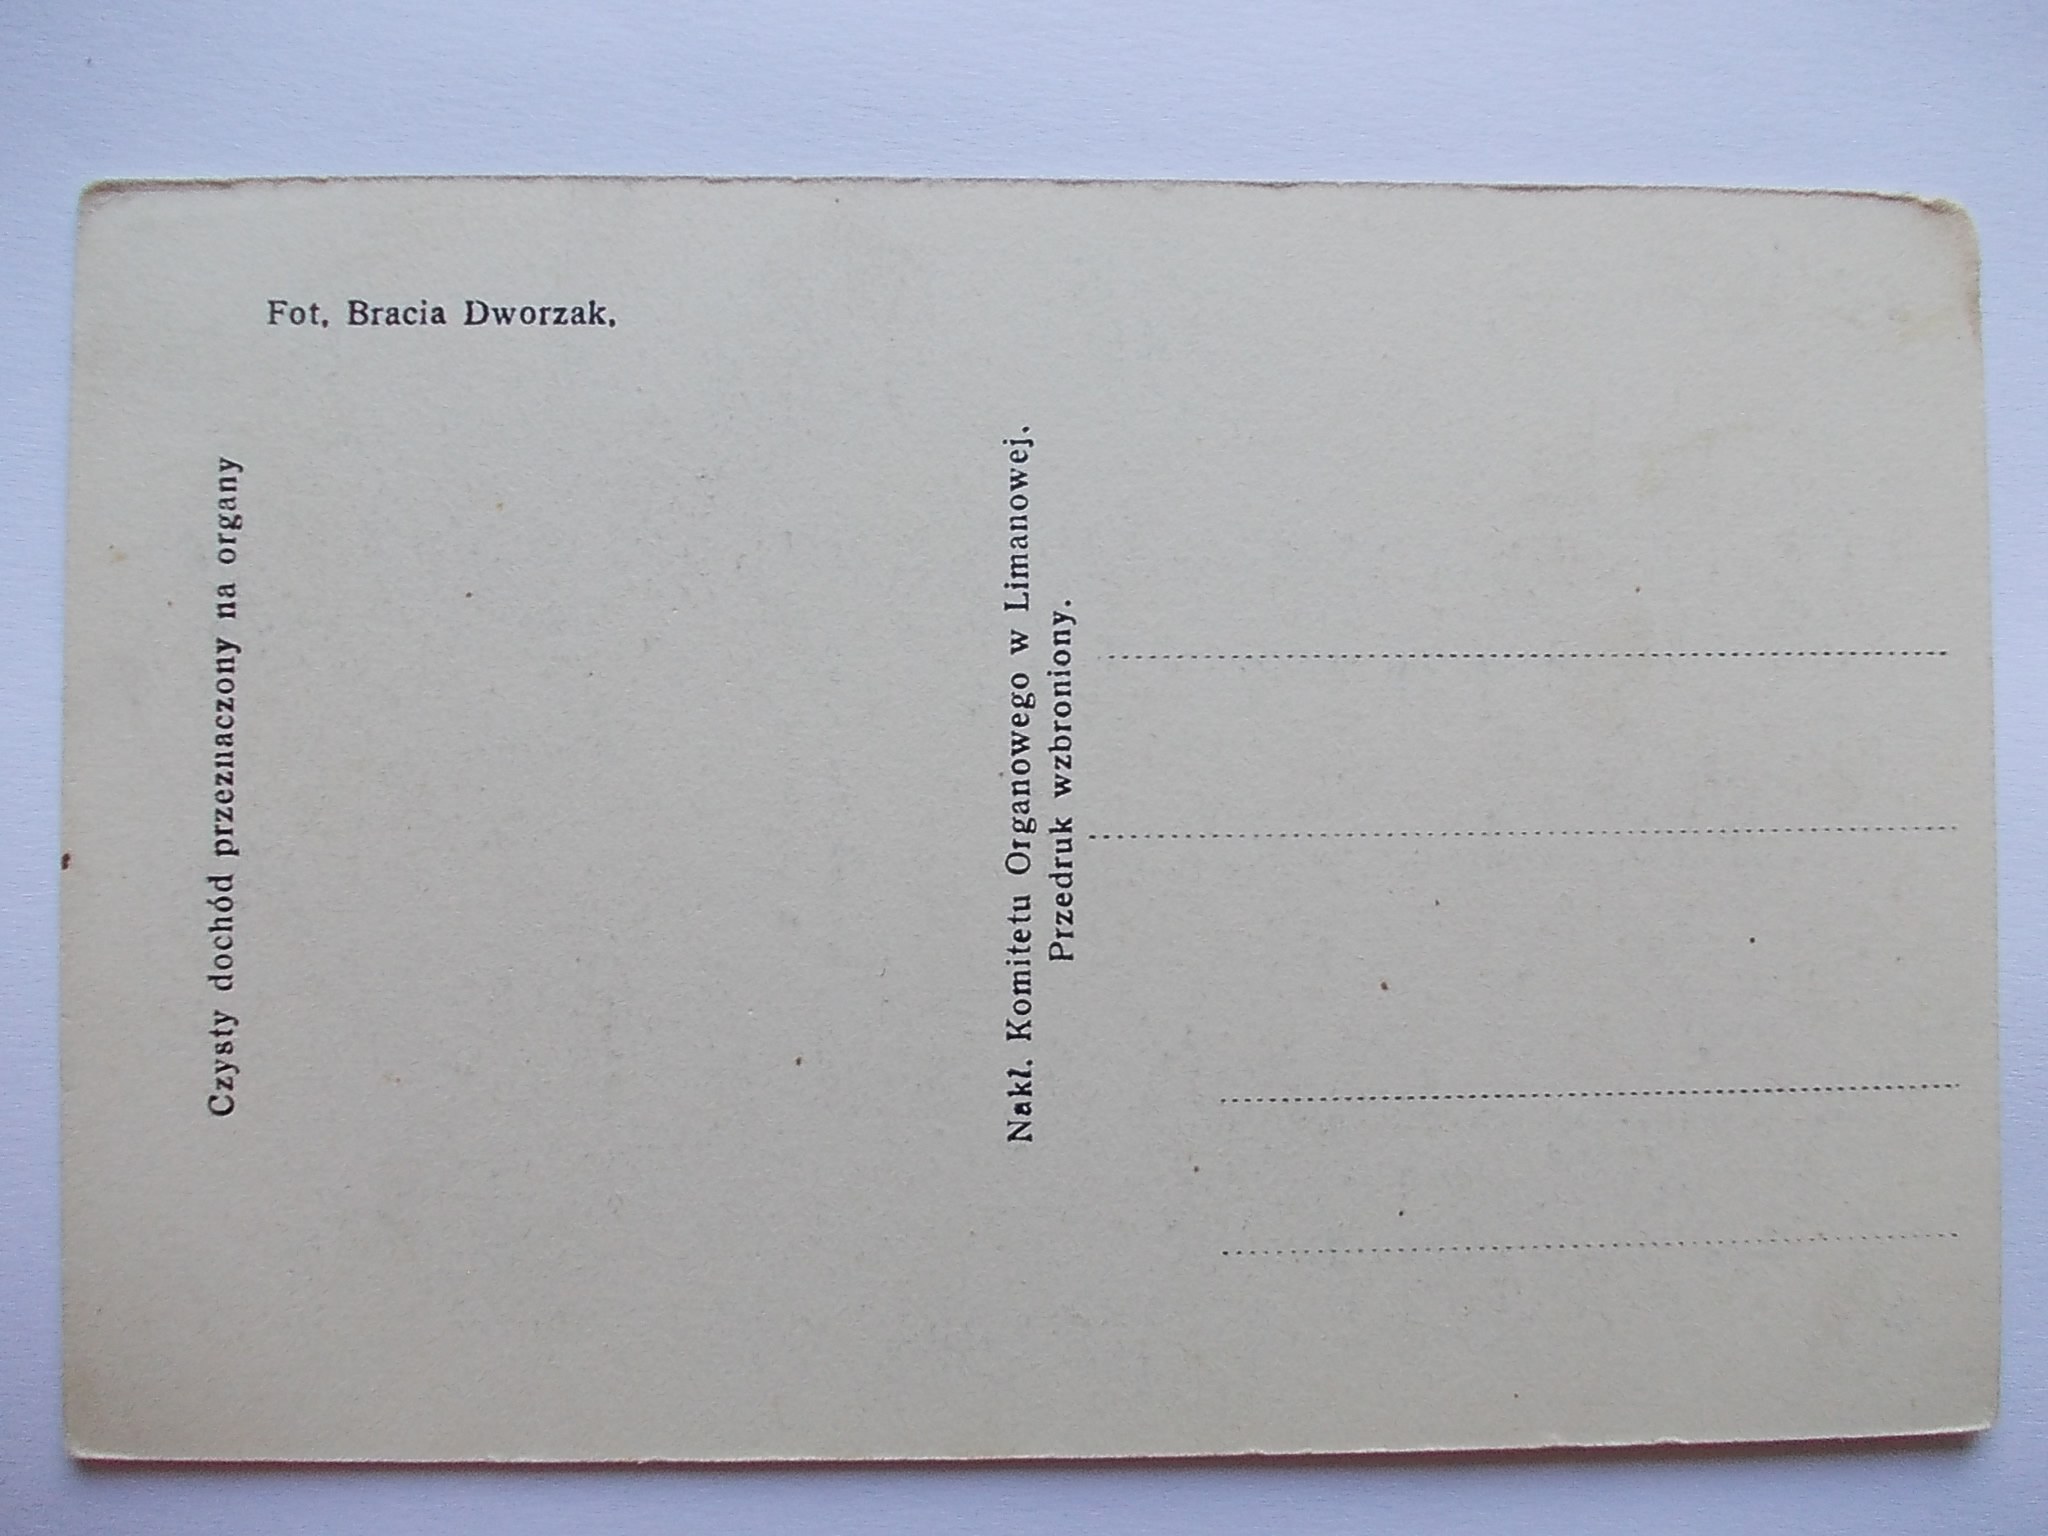 Fot. Bracia Dworzak.
Czysty dochód przeznaczony na organy
Nakł. Komitetu Organowego w Limanowej.
Przedruk wzbroniony.